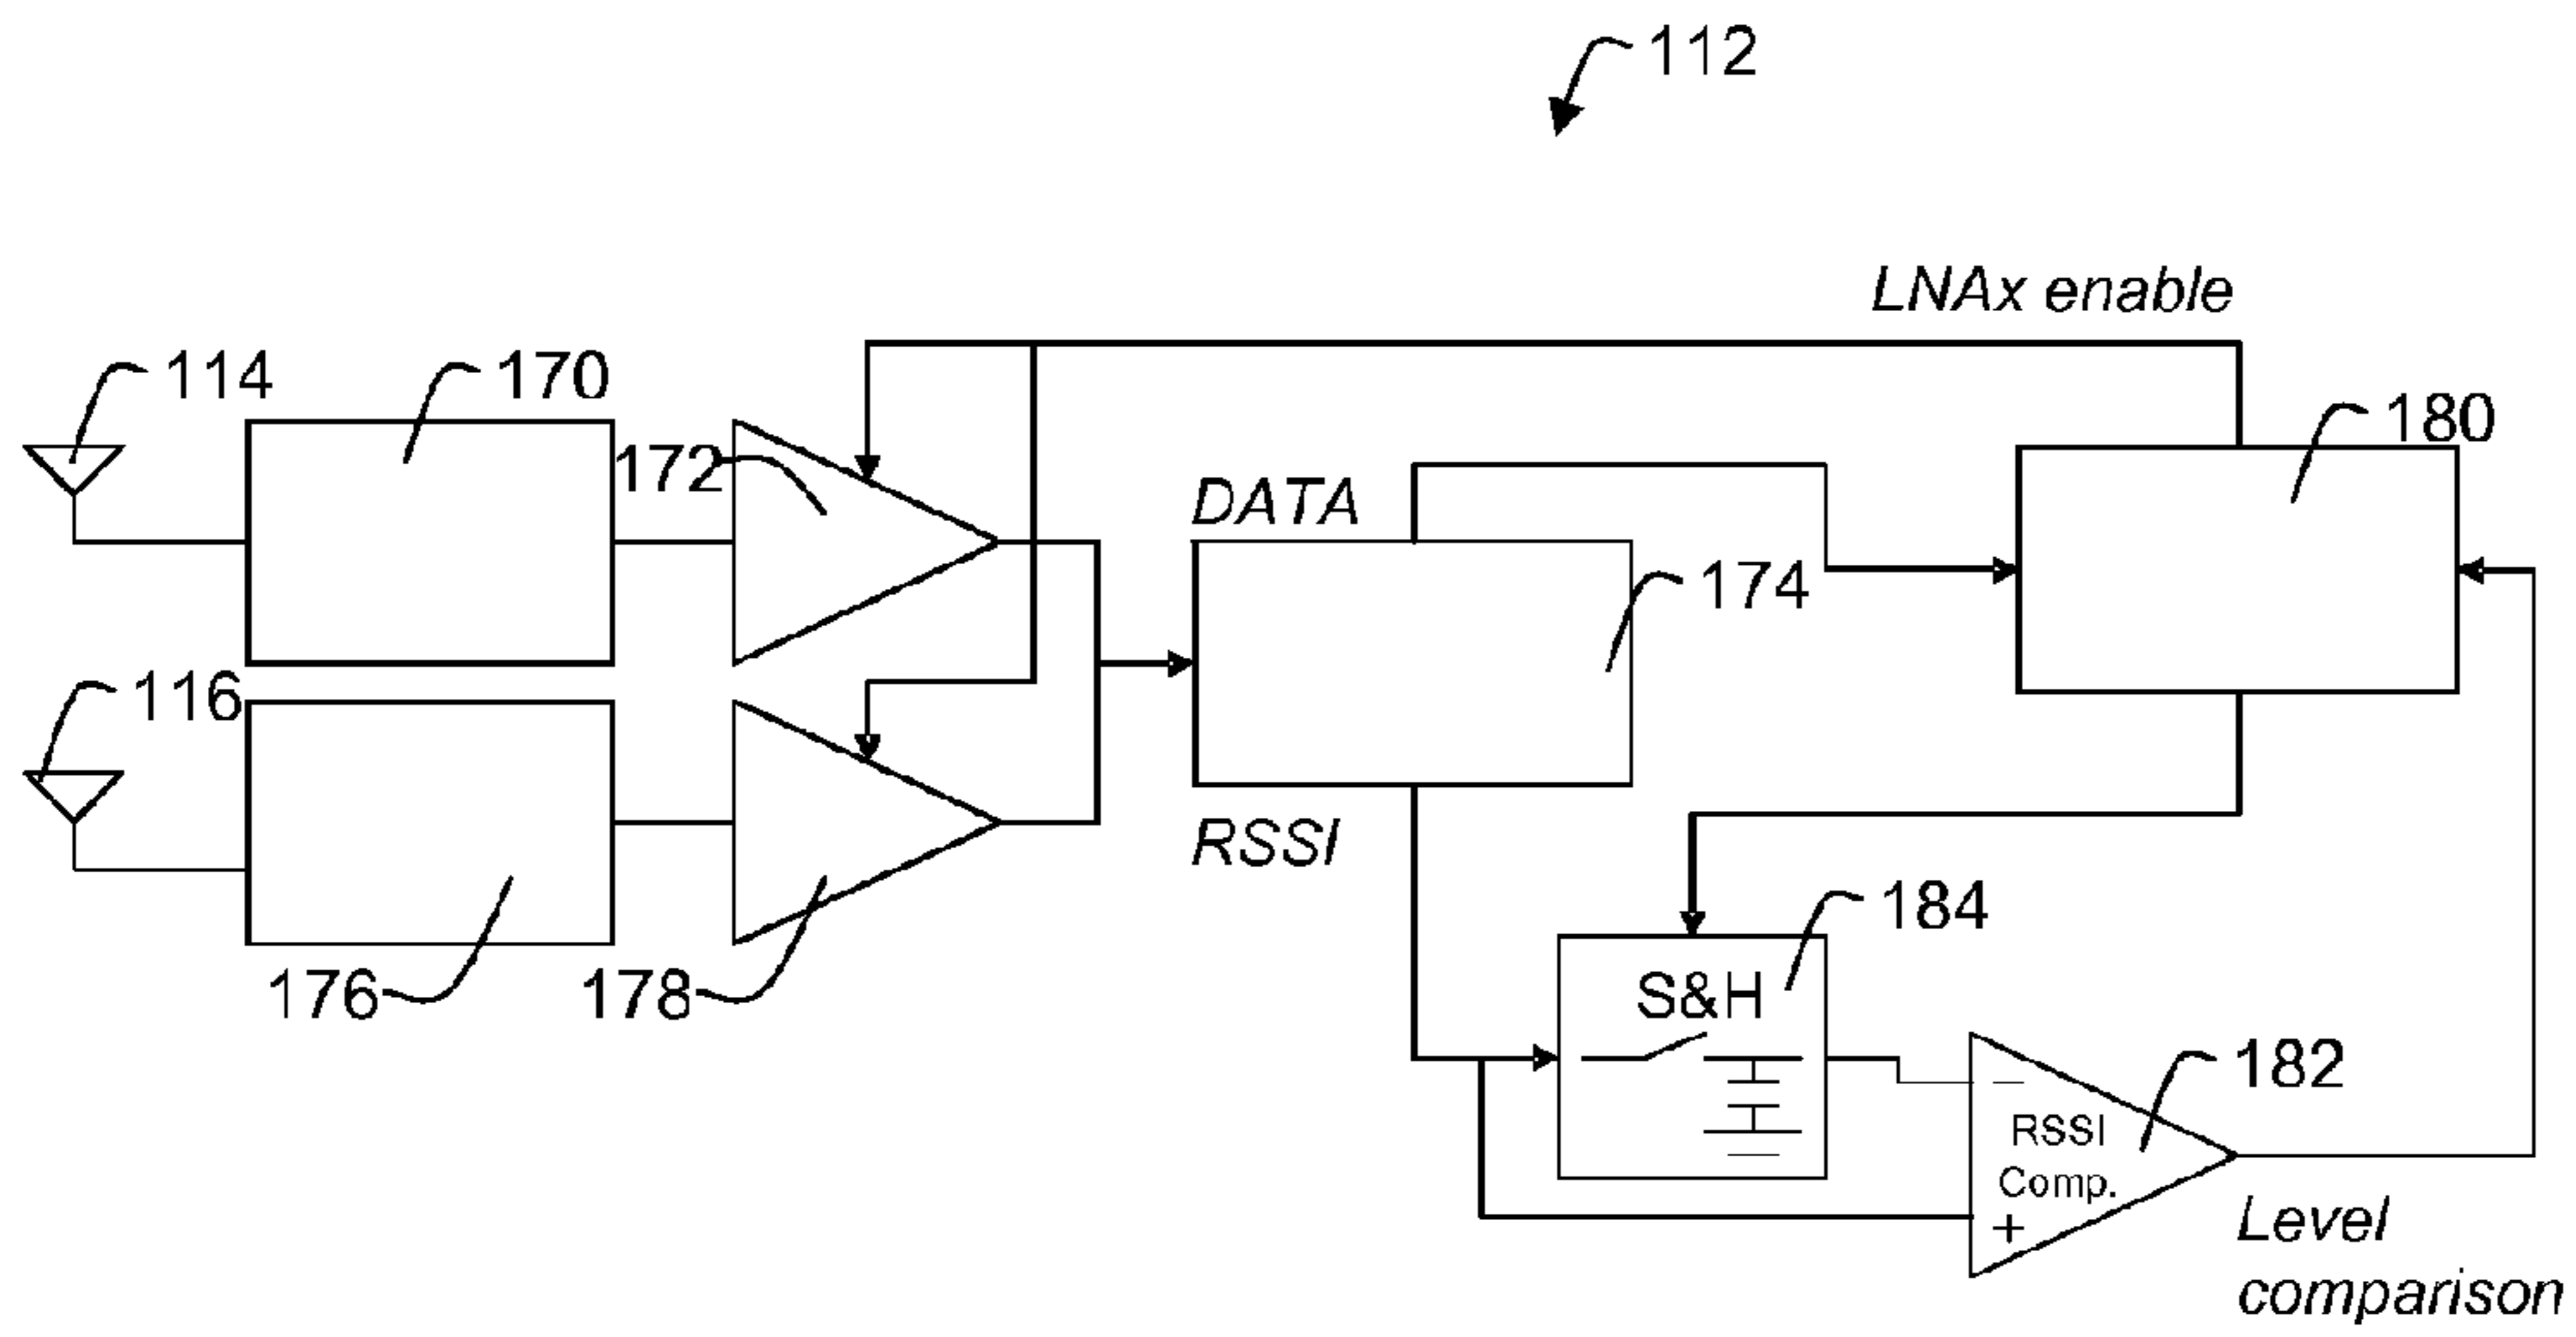 112
LNAx enable
114
170
180
172
DATA
174
116
RSSI
184
176
178
S&H
182
−
RSSI
Comp.
+
Level
comparison